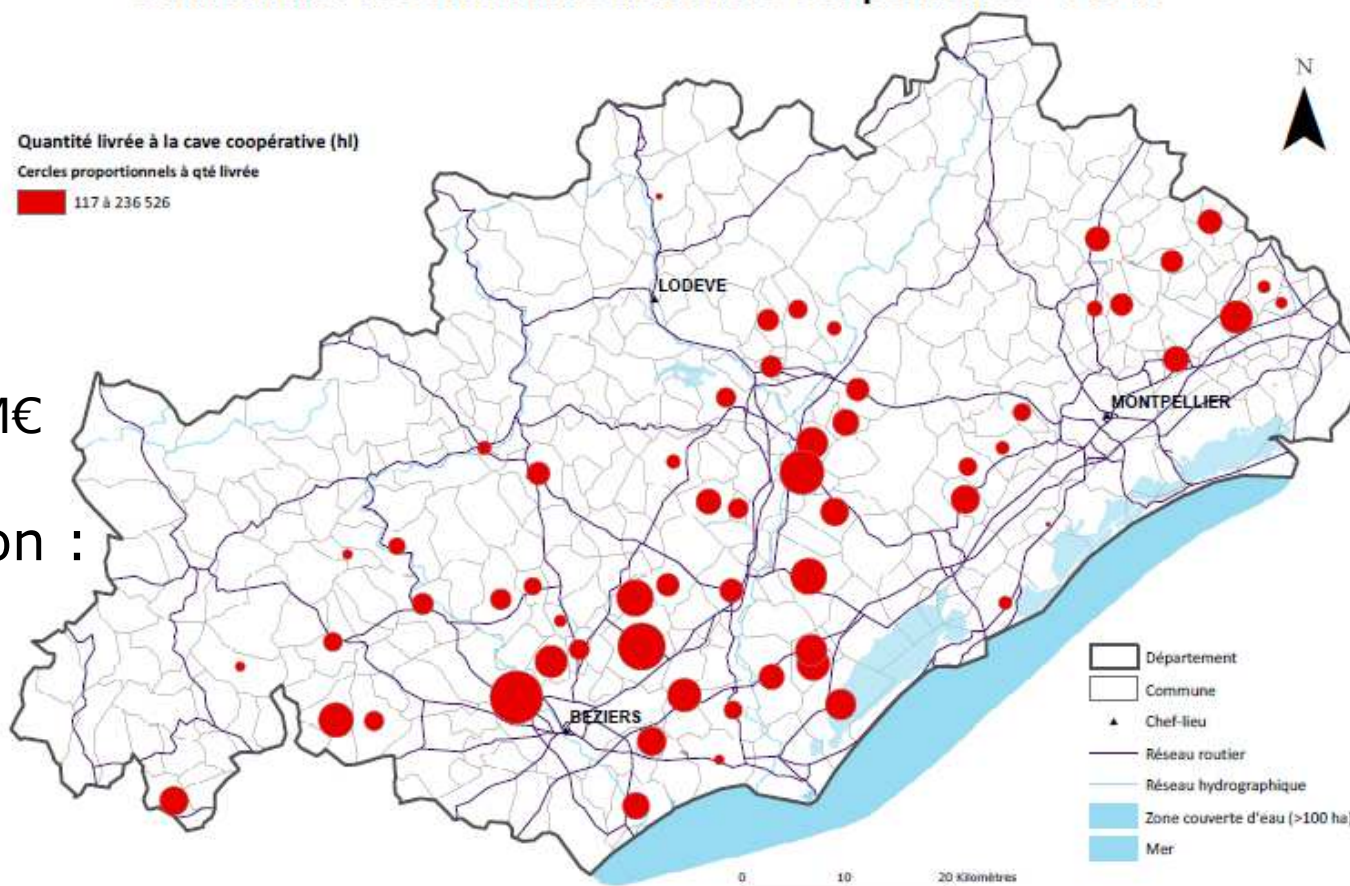 Quantité livrée à la cave coopérative (hl)
Cercles proportionnels à qté livrée
117 à 236 526
N
LODEVE
M€
MONTPELLIER
on :
BEZIERS
Département
Commune
Chef-lieu
Réseau routier
Réseau hydrographique
Zone couverte d'eau (>100 ha)
Mer
0 10 20 Kilomètres